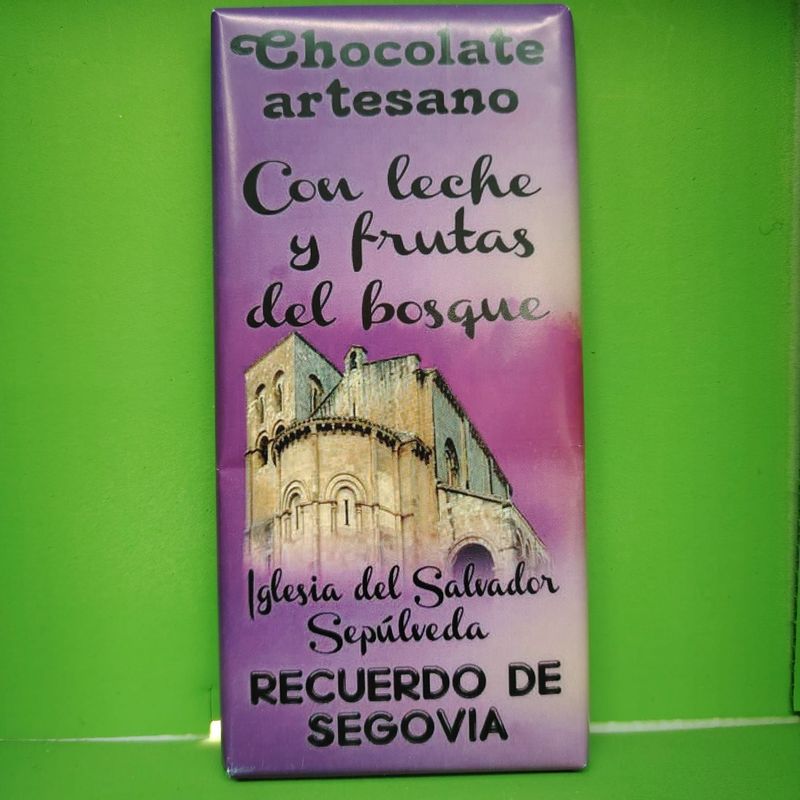 Chocolate
artesano
Con leche
y frutas
del bosque
Iglesia del Salvador
Sepúlveda
RECUERDO DE
SEGOVIA